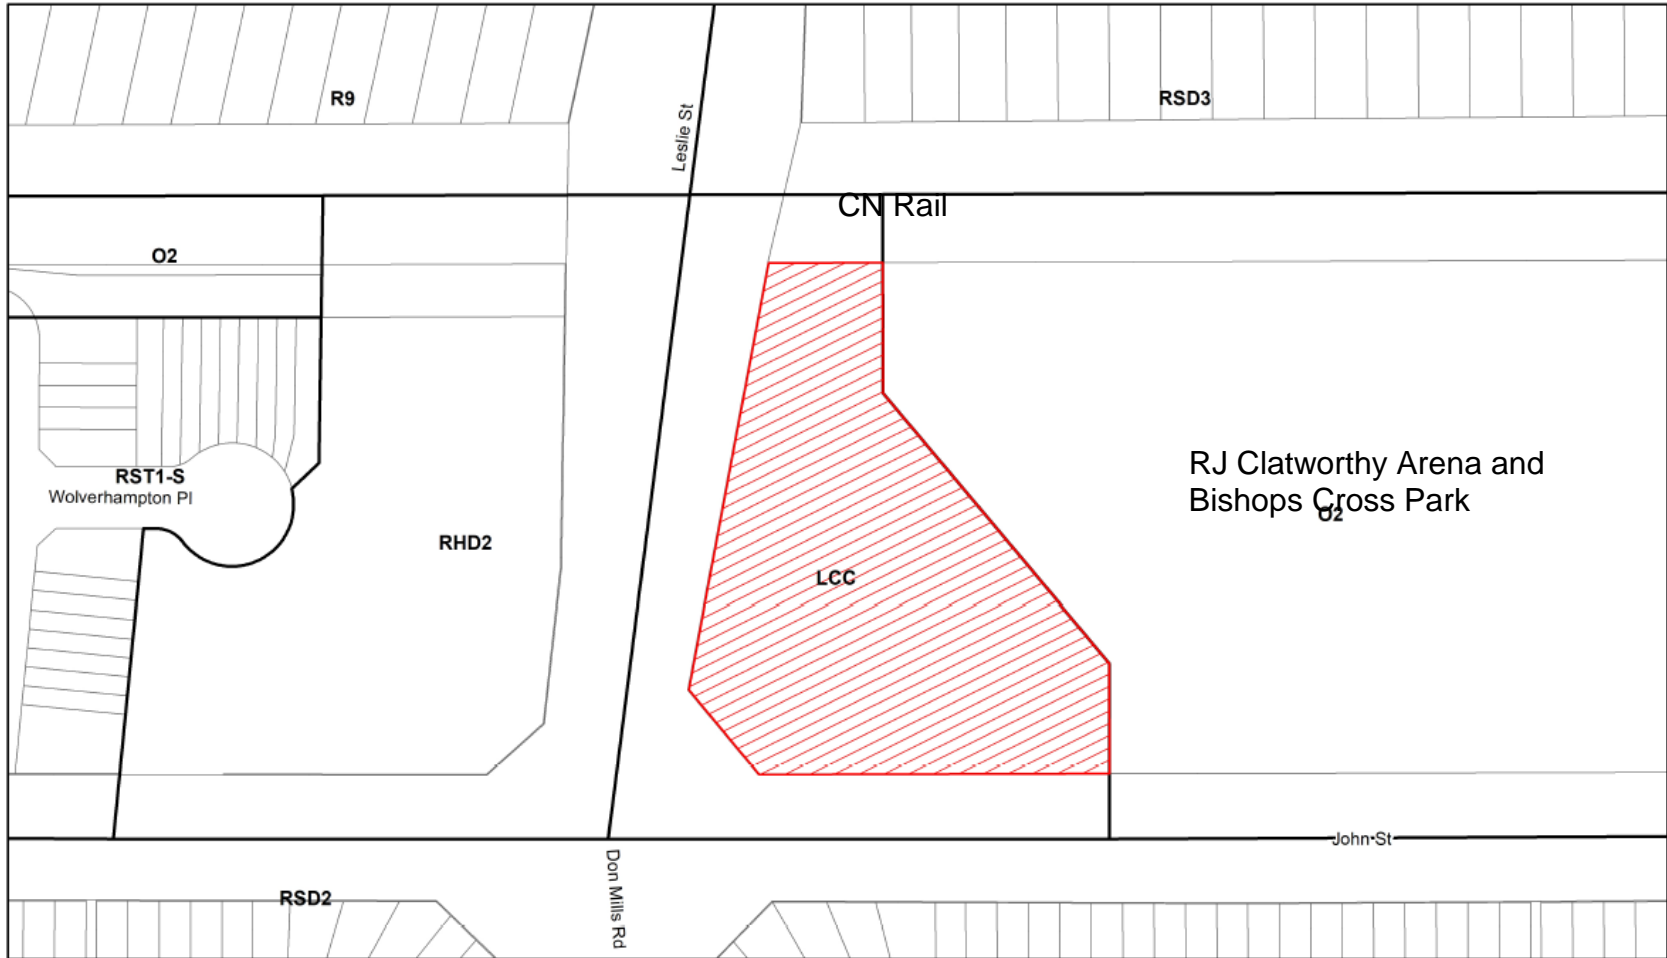 R9
RSD3
Leslie St
CN Rail
O2
RJ Clatworthy Arena and
Bishops Cross Park
O2
RST1-S
Wolverhampton Pl
RHD2
LCC
John St
Don Mills Rd
RSD2